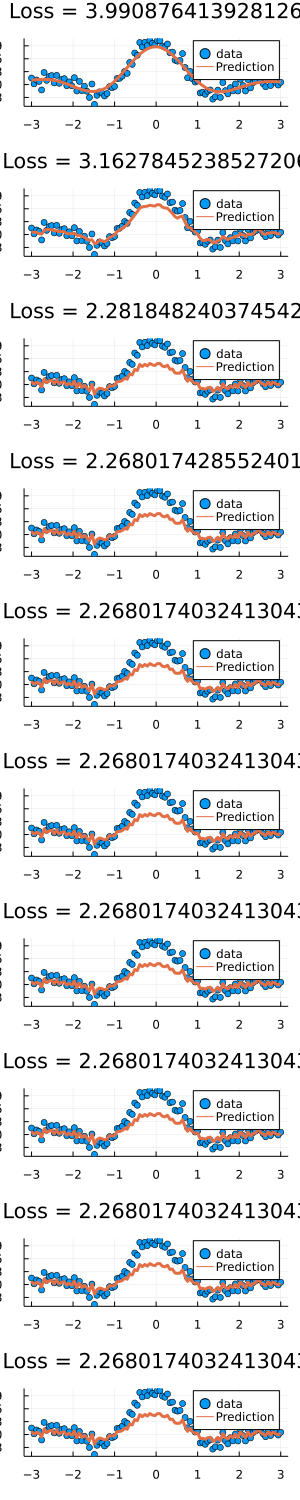 Loss = 3.990876413928126
data
Prediction
−3 −2 −1 0 1 2 3
Loss = 3.162784523852720
data
Prediction
−3 −2 −1 0 1 2 3
Loss = 2.281848240374542
data
Prediction
−3 −2 −1 0 1 2 3
Loss = 2.268017428552401
data
Prediction
−3 −2 −1 0 1 2 3
Loss = 2.268017403241304
data
Prediction
−3 −2 −1 0 1 2 3
Loss = 2.268017403241304
data
Prediction
−3 −2 −1 0 1 2 3
Loss = 2.268017403241304
data
Prediction
−3 −2 −1 0 1 2 3
Loss = 2.268017403241304
data
Prediction
−3 −2 −1 0 1 2 3
Loss = 2.268017403241304
data
Prediction
−3 −2 −1 0 1 2 3
Loss = 2.268017403241304
data
Prediction
−3 −2 −1 0 1 2 3